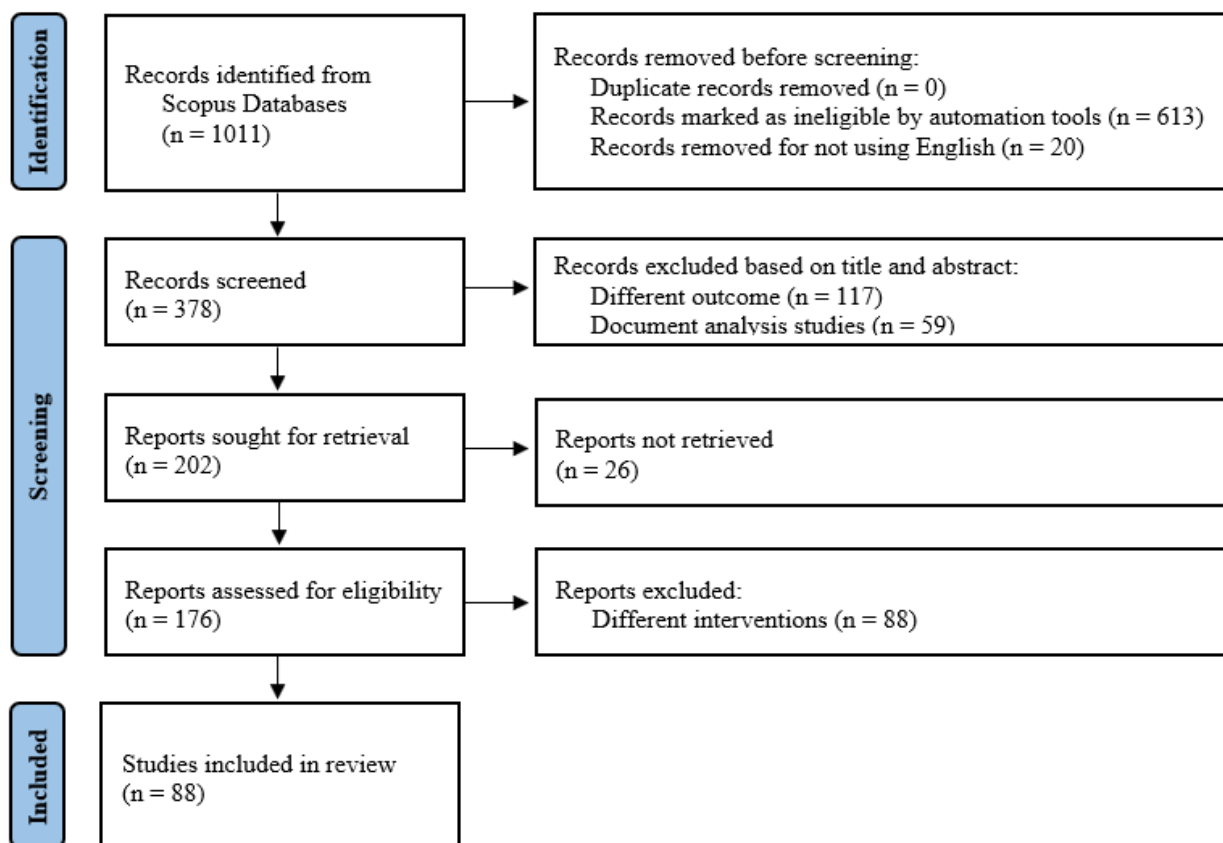 Identification
Records identified from
Scopus Databases
(n = 1011)
Records removed before screening:
Duplicate records removed (n = 0)
Records marked as ineligible by automation tools (n = 613)
Records removed for not using English (n = 20)
Screening
Records screened
(n = 378)
Records excluded based on title and abstract:
Different outcome (n = 117)
Document analysis studies (n = 59)
Reports sought for retrieval
(n = 202)
Reports not retrieved
(n = 26)
Reports assessed for eligibility
(n = 176)
Reports excluded:
Different interventions (n = 88)
Included
Studies included in review
(n = 88)